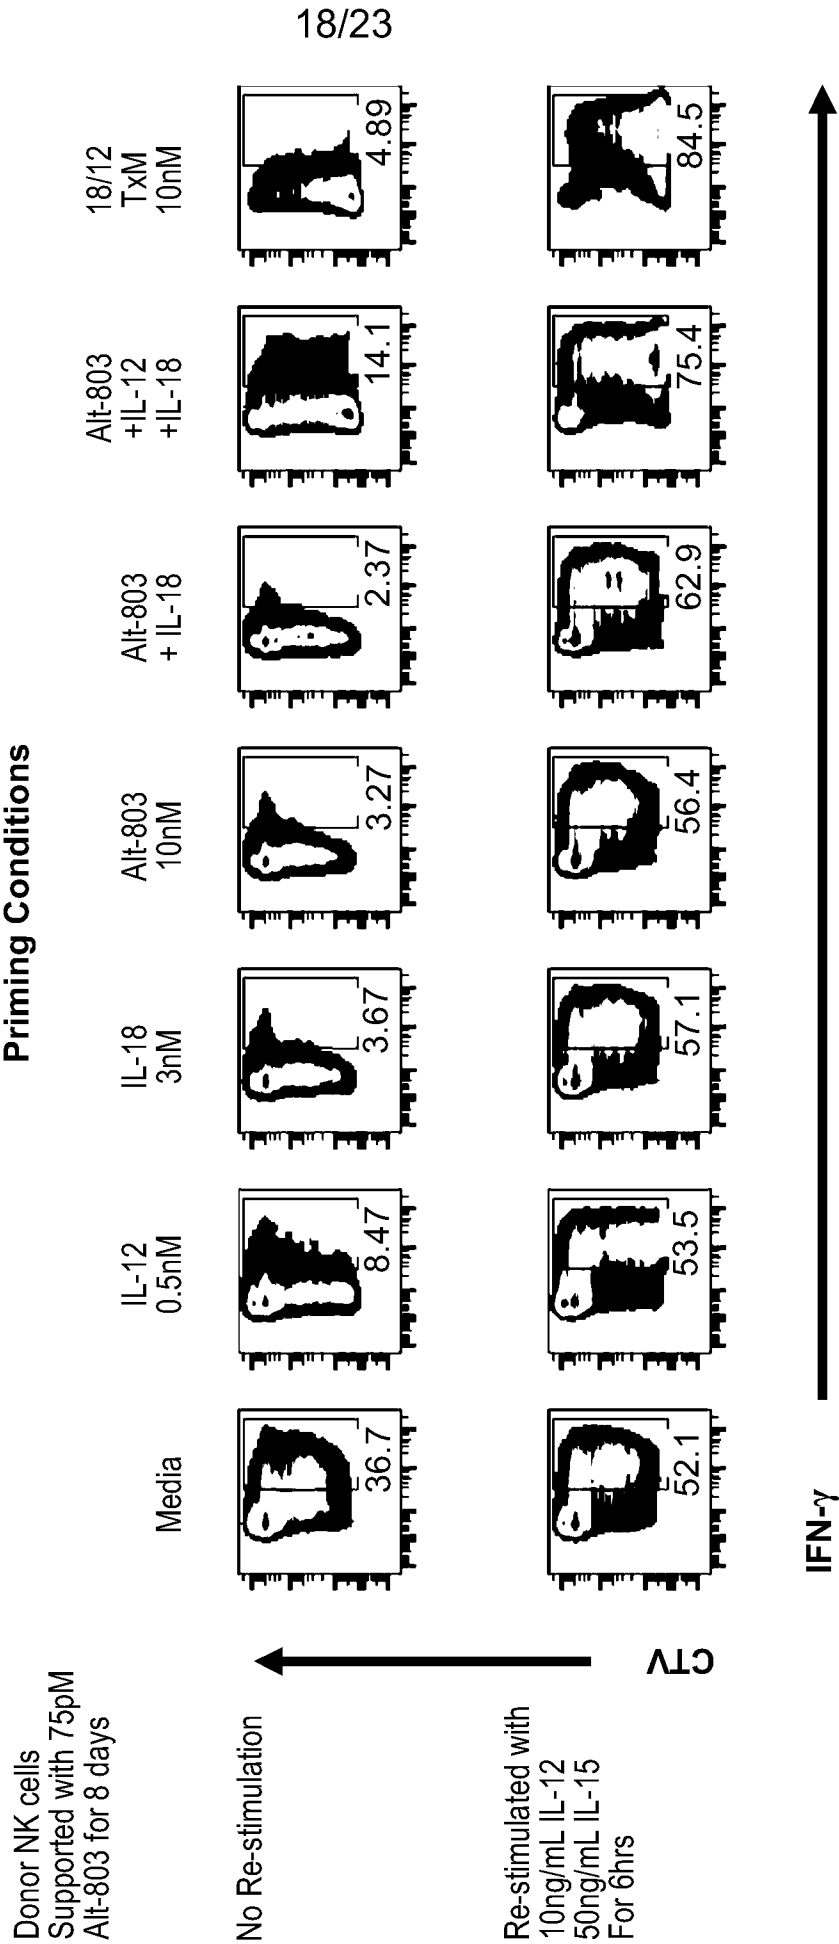 18/23
Priming Conditions
Donor NK cells
Supported with 75pM
Alt-803 for 8 days
Media
IL-12
0.5nM
IL-18
3nM
Alt-803
10nM
Alt-803
+ IL-18
Alt-803
+IL-12
+IL-18
18/12
TxM
10nM
No Re-stimulation
36.7
8.47
3.67
3.27
2.37
14.1
4.89
Re-stimulated with
10ng/mL IL-12
50ng/mL IL-15
For 6hrs
52.1
53.5
57.1
56.4
62.9
75.4
84.5
CTV
IFN-γ